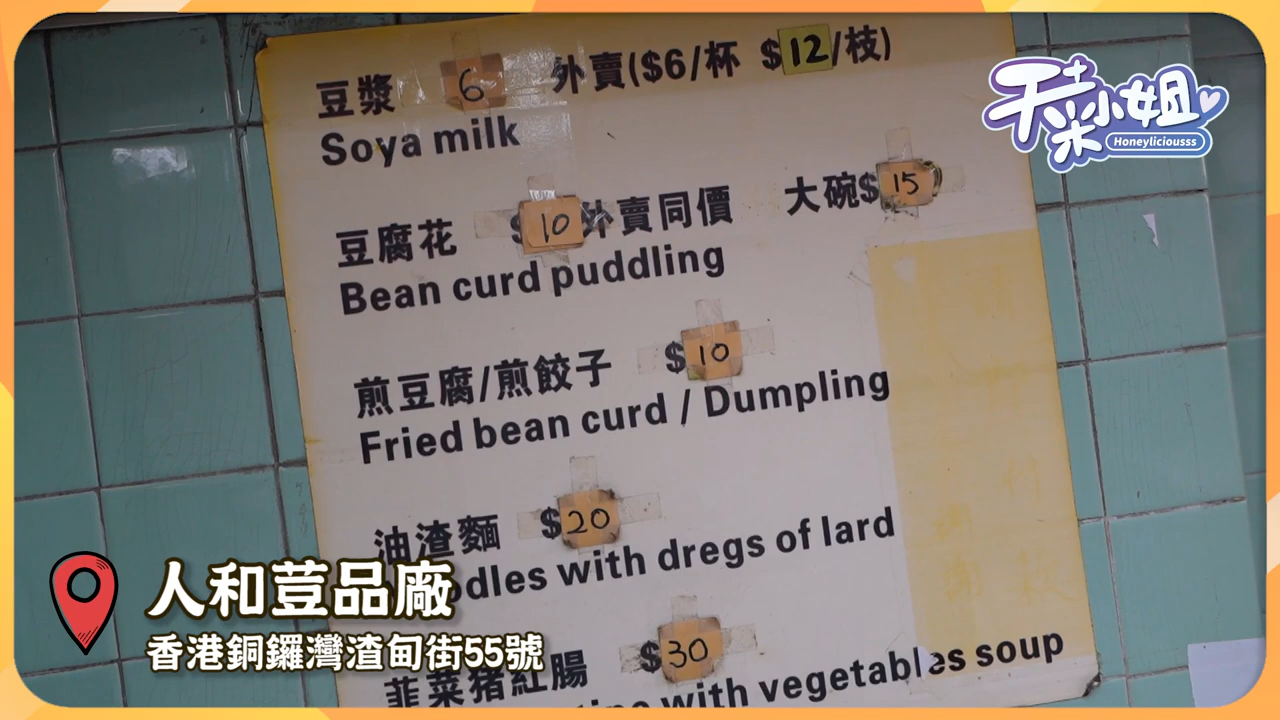 豆漿 6 外賣($6/杯 $12/枝)
Soya milk
豆腐花 $10 外賣同價 大碗$15
Bean curd puddling
煎豆腐/煎餃子 $10
Fried bean curd / Dumpling
油渣麵 $20
with dregs of lard
韮菜猪紅腸 $30
with vegetables soup
天菜小姐
Honeyliciousss
人和荳品廠
香港銅鑼灣渣甸街55號